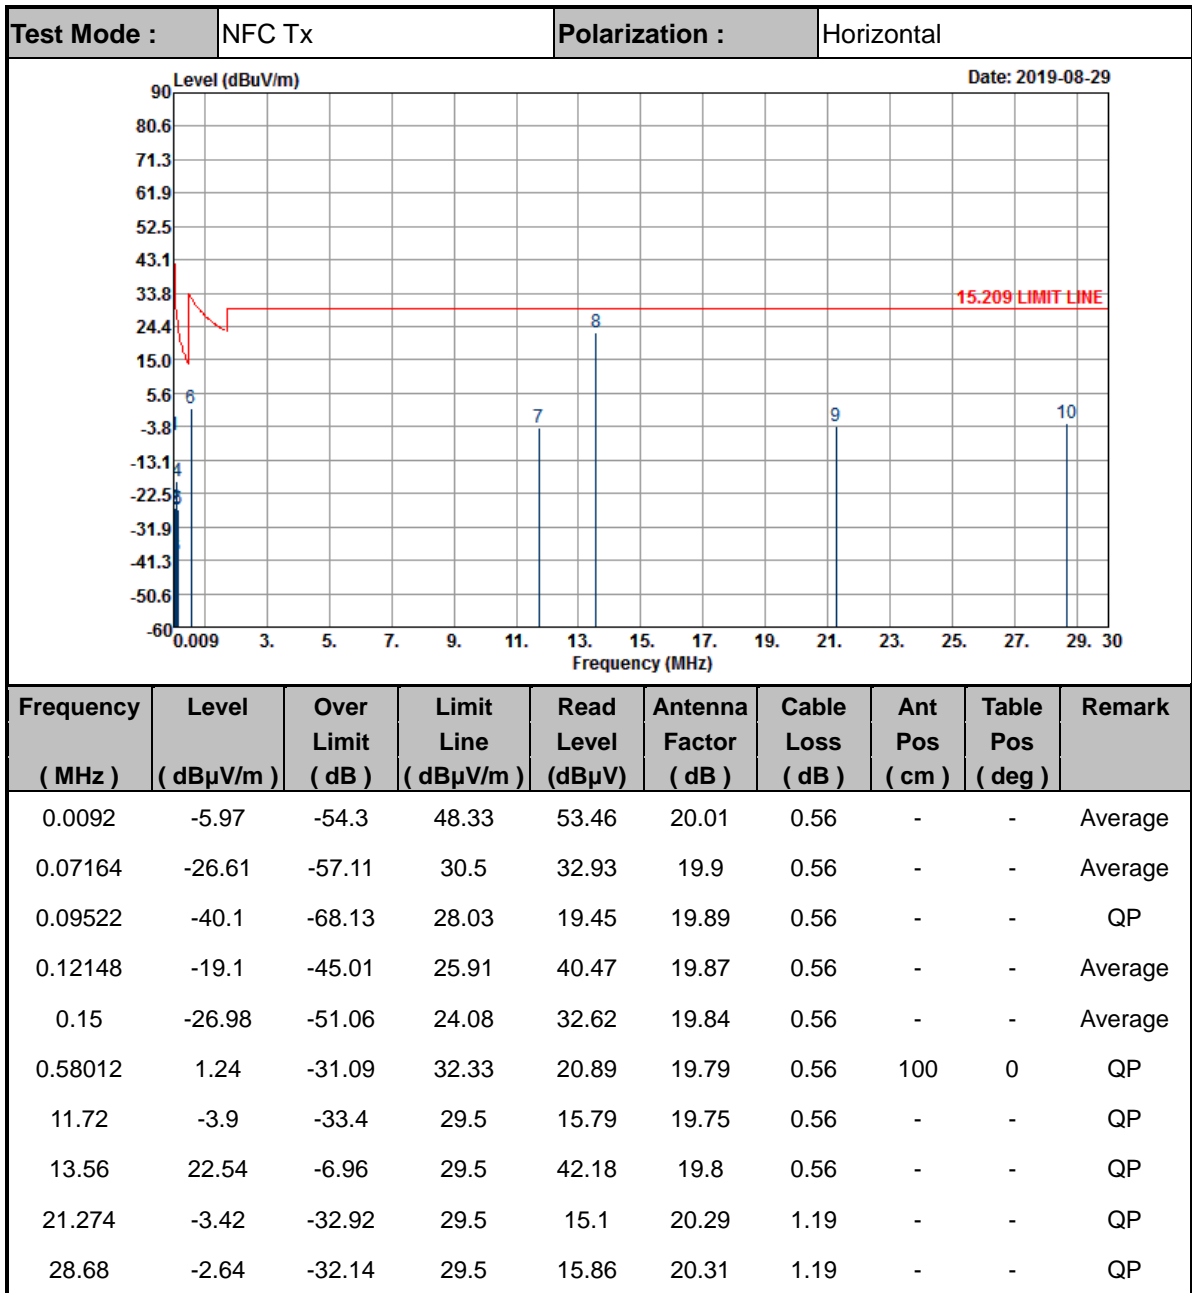 Test Mode : NFC Tx Polarization : Horizontal
Level (dBuV/m) Date: 2019-08-29
90
80.6
71.3
61.9
52.5
43.1
33.8
15.209 LIMIT LINE
24.4
8
15.0
5.6
6
-3.8
7
9
10
-13.1
4
-22.5
-31.9
-41.3
-50.6
-60
0.009 3. 5. 7. 9. 11. 13. 15. 17. 19. 21. 23. 25. 27. 29. 30
Frequency (MHz)
Frequency Level Over Limit Read Antenna Cable Ant Table Remark
Limit Line Level Factor Loss Pos Pos
( MHz ) ( dBµV/m ) ( dB ) ( dBµV/m ) (dBµV) ( dB ) ( dB ) ( cm ) ( deg )
0.0092 -5.97 -54.3 48.33 53.46 20.01 0.56 - - Average
0.07164 -26.61 -57.11 30.5 32.93 19.9 0.56 - - Average
0.09522 -40.1 -68.13 28.03 19.45 19.89 0.56 - - QP
0.12148 -19.1 -45.01 25.91 40.47 19.87 0.56 - - Average
0.15 -26.98 -51.06 24.08 32.62 19.84 0.56 - - Average
0.58012 1.24 -31.09 32.33 20.89 19.79 0.56 100 0 QP
11.72 -3.9 -33.4 29.5 15.79 19.75 0.56 - - QP
13.56 22.54 -6.96 29.5 42.18 19.8 0.56 - - QP
21.274 -3.42 -32.92 29.5 15.1 20.29 1.19 - - QP
28.68 -2.64 -32.14 29.5 15.86 20.31 1.19 - - QP